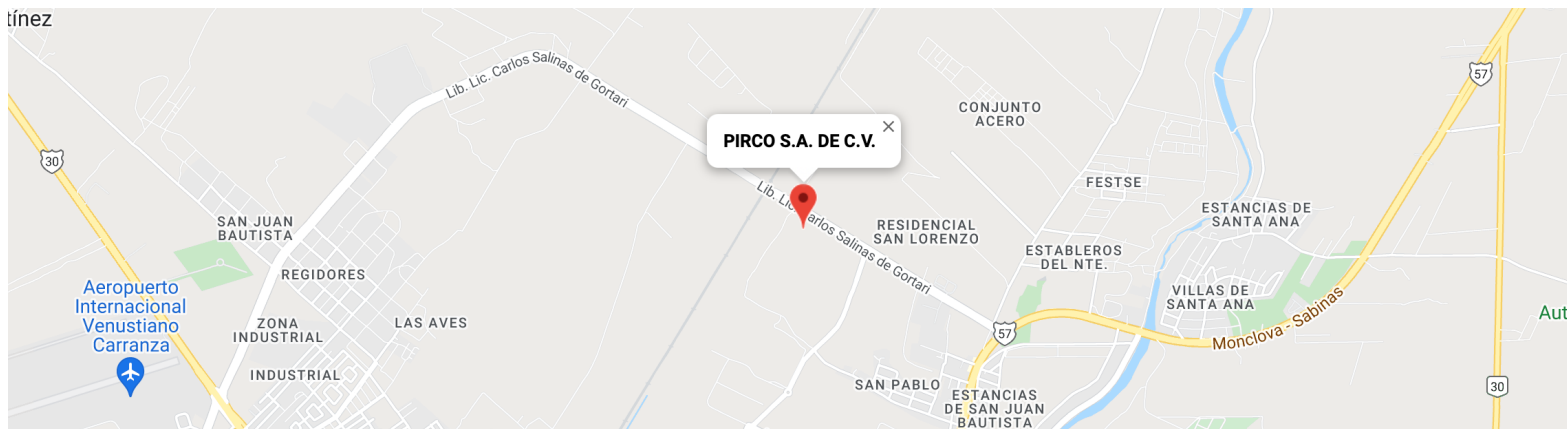 tínez
Lib. Lic. Carlos Salinas de Gortari
57
CONJUNTO
ACERO
PIRCO S.A. DE C.V.
30
FESTSE
Lib. Lic. Carlos Salinas de Gortari
SAN JUAN
BAUTISTA
RESIDENCIAL
SAN LORENZO
ESTANCIAS DE
SANTA ANA
ESTABLEROS
DEL NTE.
REGIDORES
Aeropuerto
Internacional
Venustiano
Carranza
VILLAS DE
SANTA ANA
Aut
ZONA
INDUSTRIAL
LAS AVES
57
Monclova - Sabinas
INDUSTRIAL
SAN PABLO
30
ESTANCIAS
DE SAN JUAN
BAUTISTA